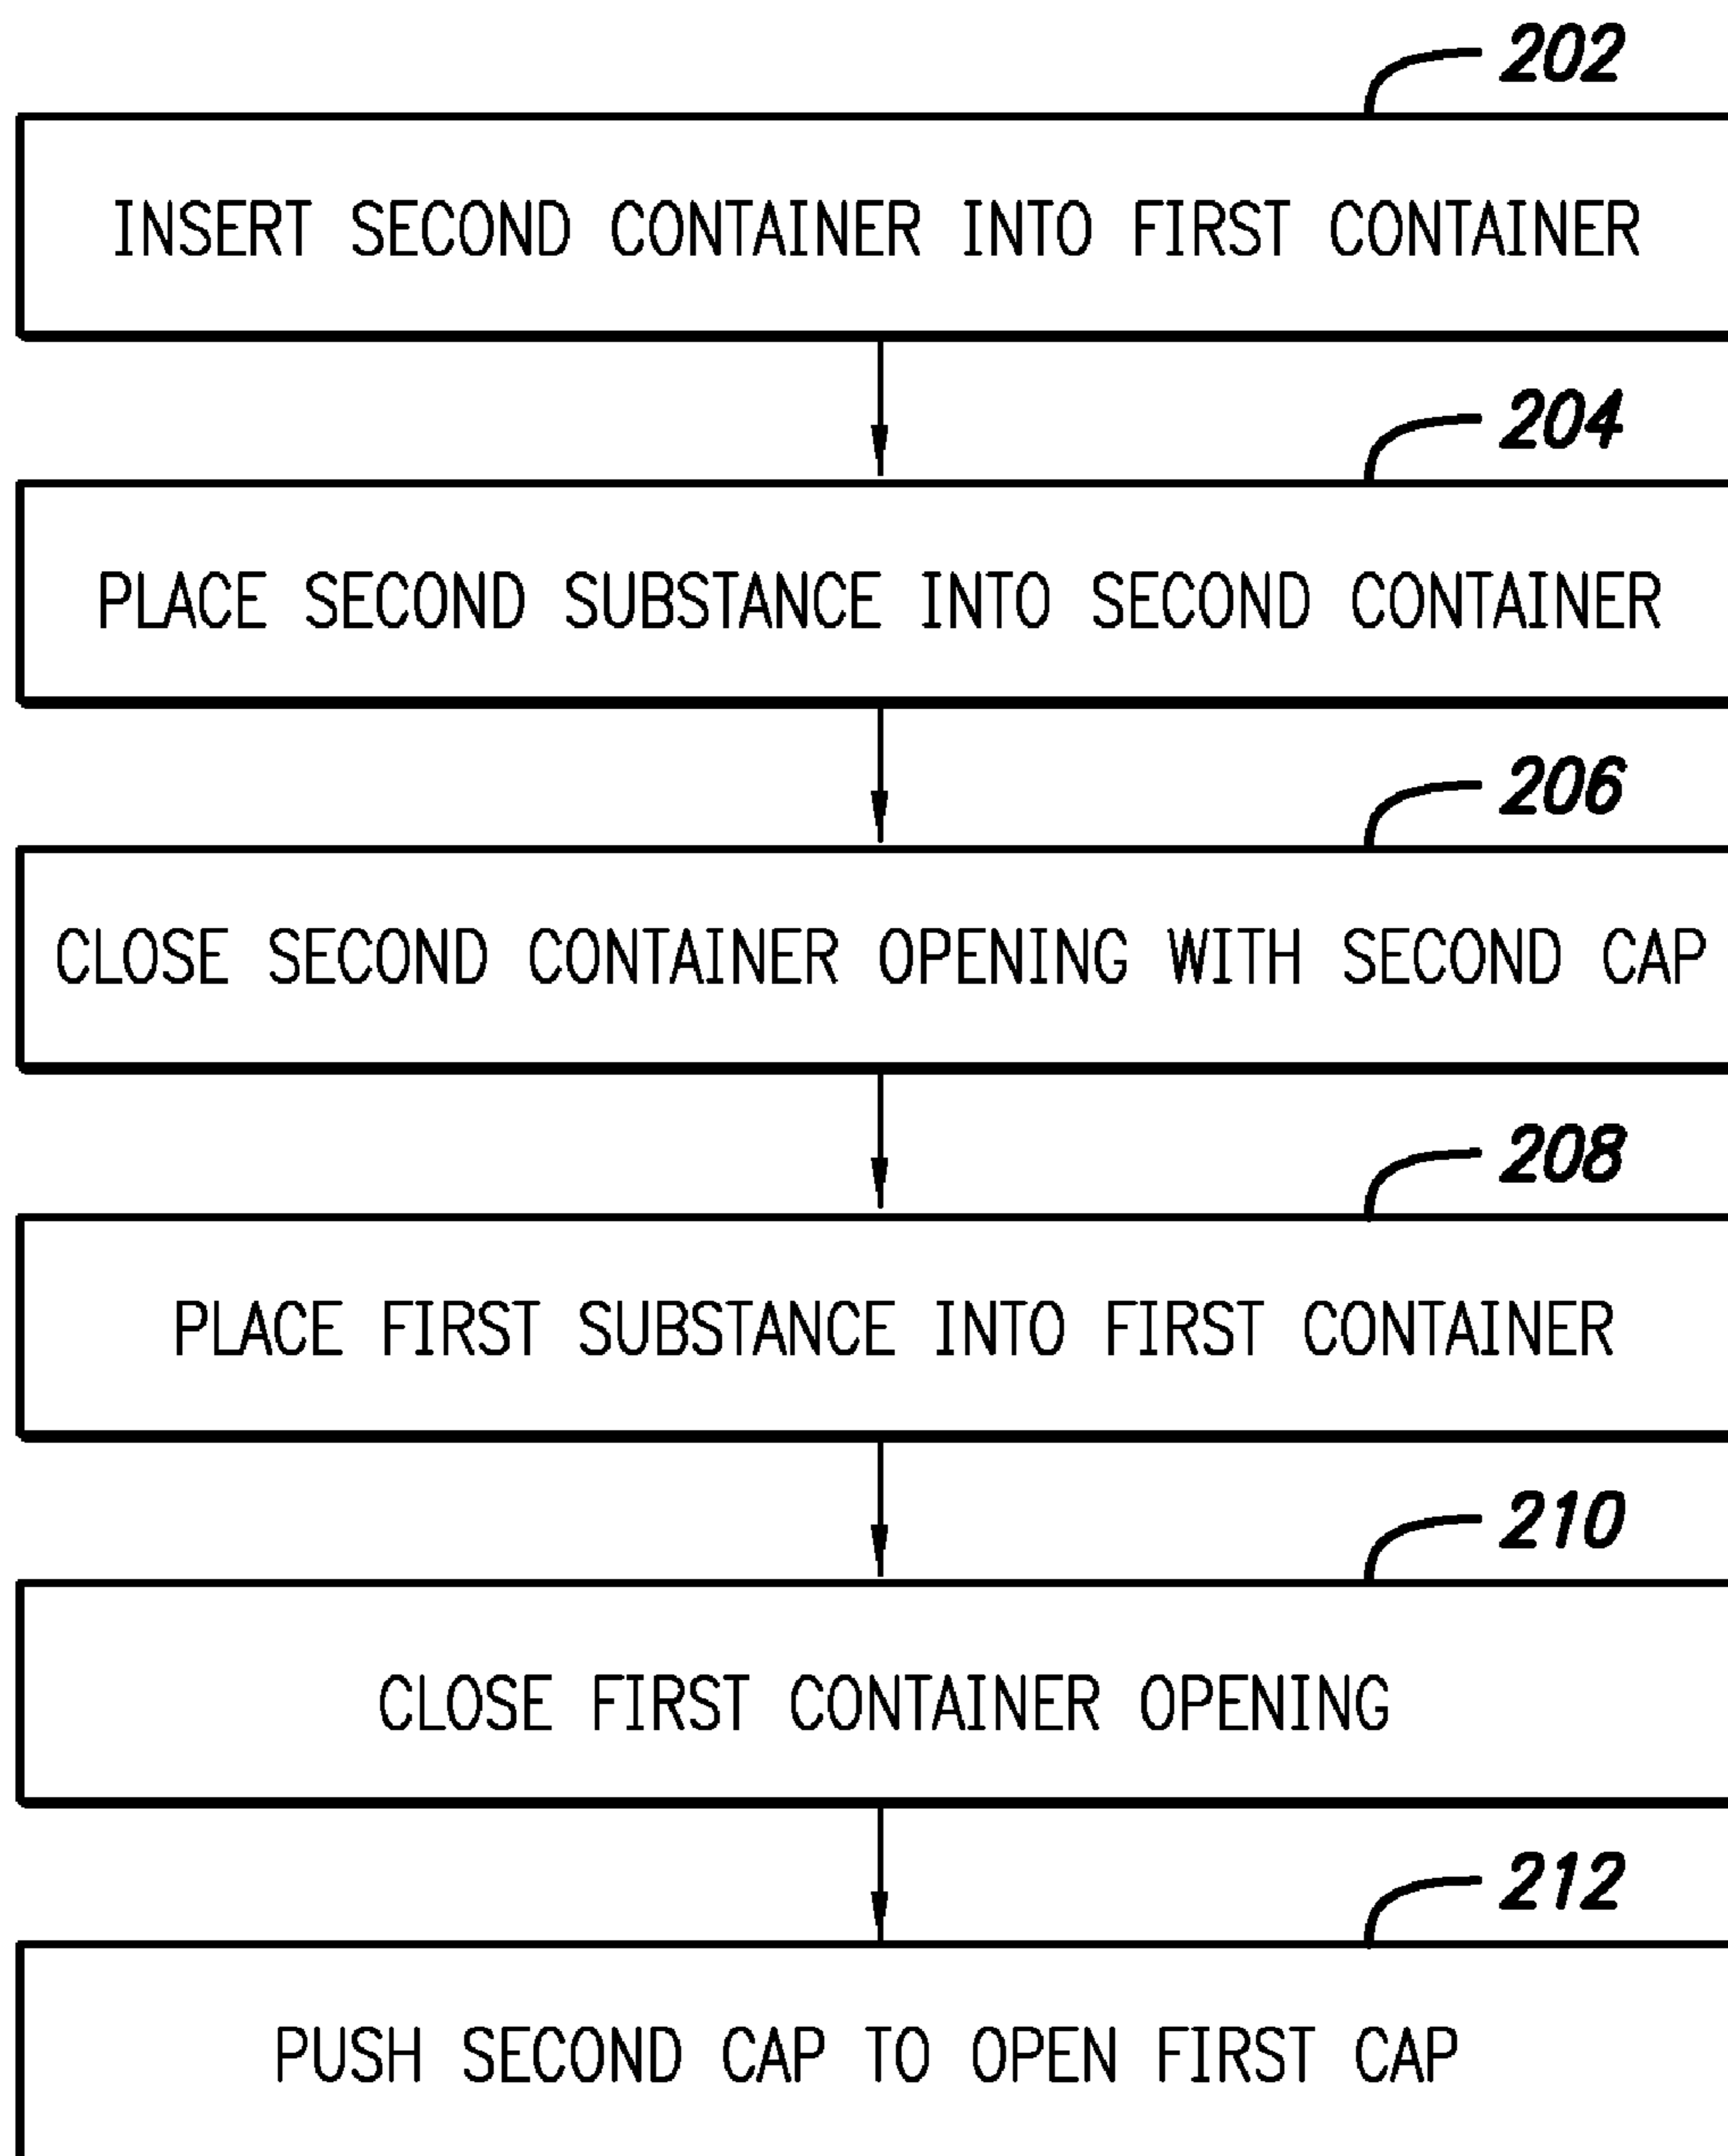 202
INSERT SECOND CONTAINER INTO FIRST CONTAINER
204
PLACE SECOND SUBSTANCE INTO SECOND CONTAINER
206
CLOSE SECOND CONTAINER OPENING WITH SECOND CAP
208
PLACE FIRST SUBSTANCE INTO FIRST CONTAINER
210
CLOSE FIRST CONTAINER OPENING
212
PUSH SECOND CAP TO OPEN FIRST CAP